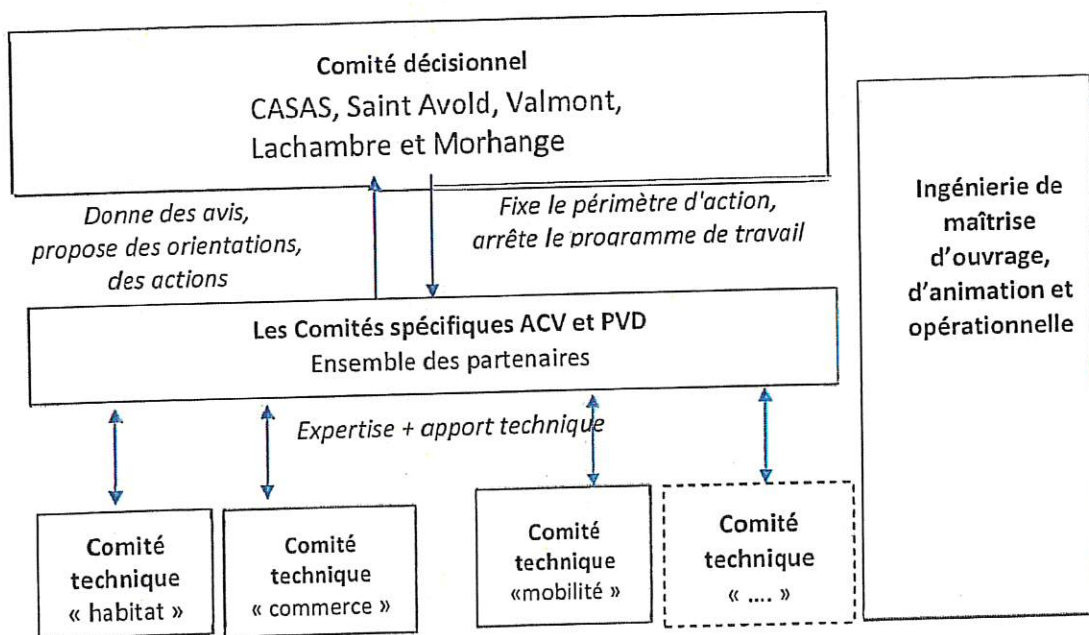 Comité décisionnel
CASAS, Saint Avold, Valmont,
Lachambre et Morhange
Donne des avis,
propose des orientations,
des actions
Fixe le périmètre d'action,
arrête le programme de travail
Les Comités spécifiques ACV et PVD
Ensemble des partenaires
Expertise + apport technique
Comité
technique
« habitat »
Comité
technique
« commerce »
Comité
technique
«mobilité »
Comité
technique
« .... »
Ingénierie de
maîtrise
d'ouvrage,
d'animation et
opérationnelle